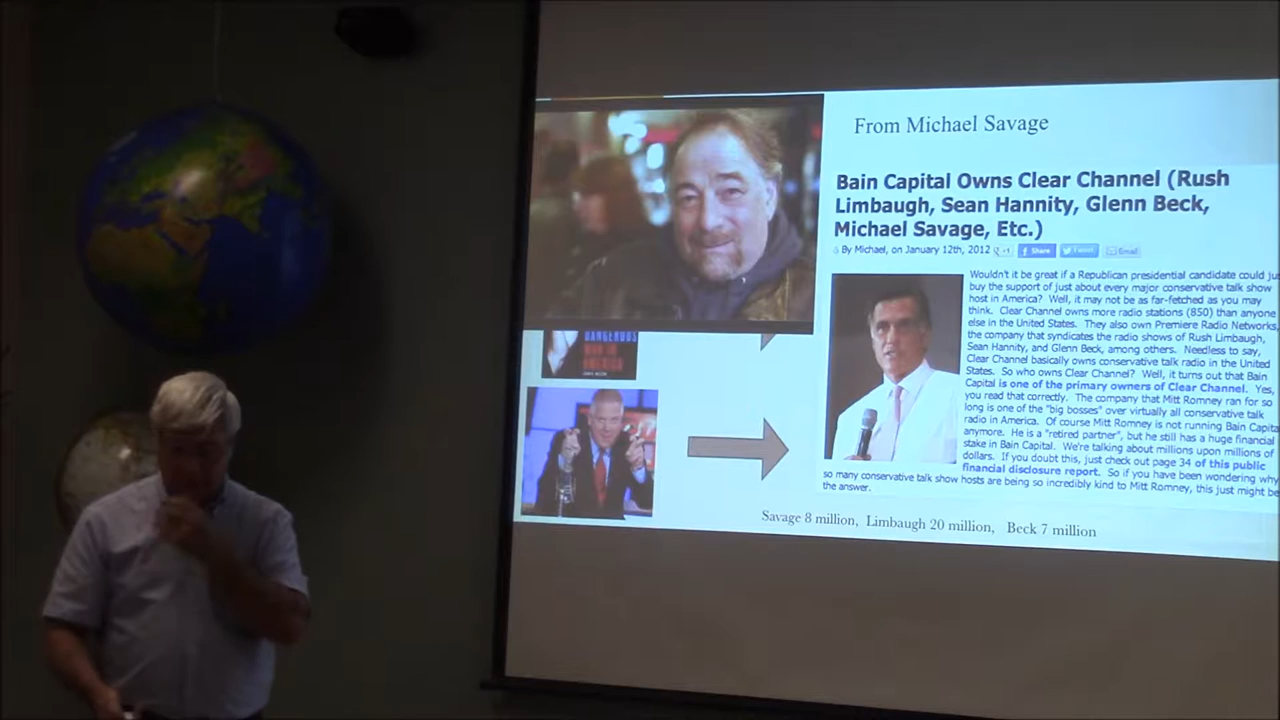 From Michael Savage
Bain Capital Owns Clear Channel (Rush
Limbaugh, Sean Hannity, Glenn Beck,
Michael Savage, Etc.)
By Michael, on January 12th, 2012
+1
Share
Tweet
Email
Wouldn't it be great if a Republican presidential candidate could
buy the support of just about every major conservative talk show
host in America? Well, it may not be as far-fetched as you may
think. Clear Channel owns more radio stations (850) than anyone
else in the United States. They also own Premiere Radio Networks,
the company that syndicates the radio shows of Rush Limbaugh,
Sean Hannity, and Glenn Beck, among others. Needless to say,
Clear Channel basically owns conservative talk radio in the United
States. So who owns Clear Channel? Well, it turns out that Bain
Capital is one of the primary owners of Clear Channel. Yes,
you read that correctly. The company that Mitt Romney ran for so
long is one of the "big bosses" over virtually all conservative talk
radio in America. Of course Mitt Romney is not running Bain Capita
anymore. He is a "retired partner", but he still has a huge financial
stake in Bain Capital. We're talking about millions upon millions of
dollars. If you doubt this, just check out page 34 of this public
financial disclosure report. So if you have been wondering why
so many conservative talk show hosts are being so incredibly kind to Mitt Romney, this just might be
the answer.
DANGEROUS
MAN IN
AMERICA
Savage 8 million, Limbaugh 20 million, Beck 7 million